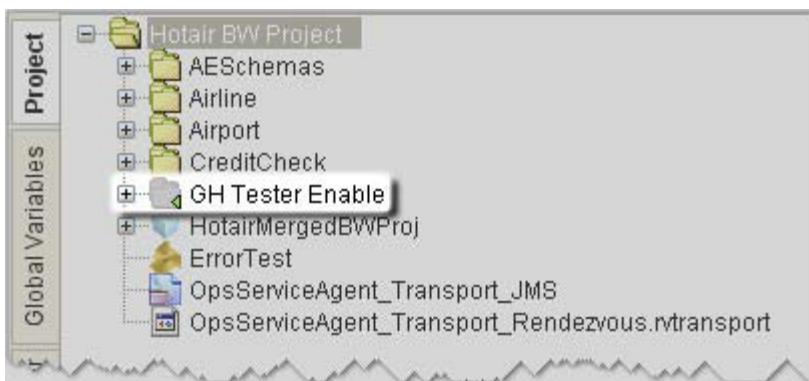 Project
Global Variables
Hotair BW Project
AESchemas
Airline
Airport
CreditCheck
GH Tester Enable
HotairMergedBWProj
ErrorTest
OpsServiceAgent_Transport_JMS
OpsServiceAgent_Transport_Rendezvous.rvtransport